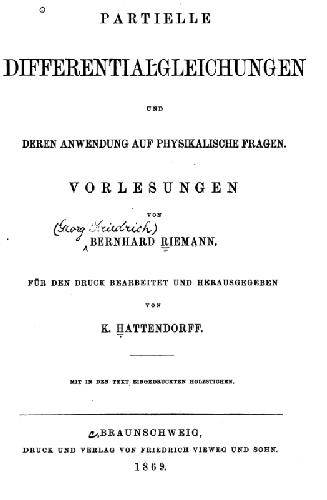 PARTIELLE
DIFFERENTIALGLEICHUNGEN
UND
DEREN ANWENDUNG AUF PHYSIKALISCHE FRAGEN.
VORLESUNGEN
VON
(Georg Friedrich)
BERNHARD RIEMANN.
FÜR DEN DRUCK BEARBEITET UND HERAUSGEGEBEN
VON
K. HATTENDORFF.
MIT IN DEN TEXT EINGEDRUCKTEN HOLZSTICHEN.
BRAUNSCHWEIG,
DRUCK UND VERLAG VON FRIEDRICH VIEWEG UND SOHN.
1869.